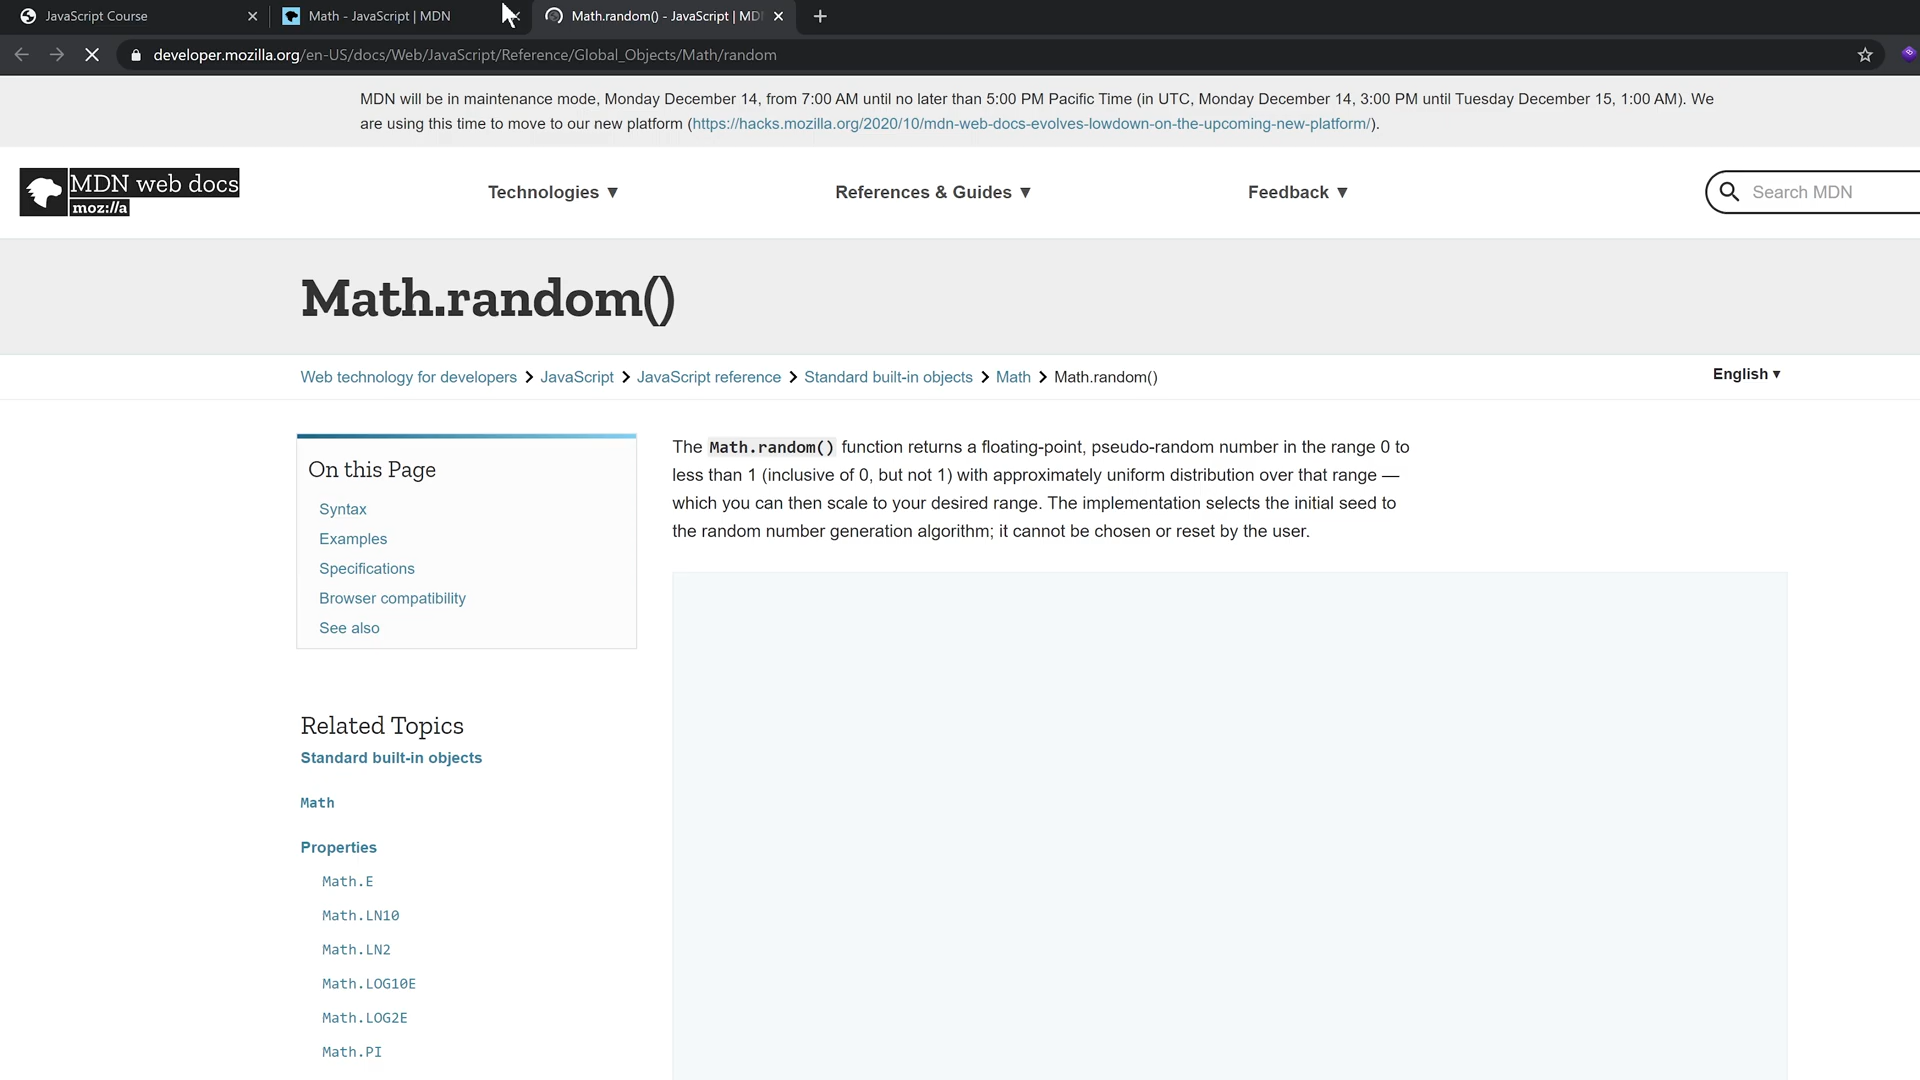 JavaScript Course
Math - JavaScript | MDN
Math.random() - JavaScript | MD
developer.mozilla.org/en-US/docs/Web/JavaScript/Reference/Global_Objects/Math/random
MDN will be in maintenance mode, Monday December 14, from 7:00 AM until no later than 5:00 PM Pacific Time (in UTC, Monday December 14, 3:00 PM until Tuesday December 15, 1:00 AM). We
are using this time to move to our new platform (https://hacks.mozilla.org/2020/10/mdn-web-docs-evolves-lowdown-on-the-upcoming-new-platform/).
MDN web docs
moz://a
Technologies ▼
References & Guides ▼
Feedback ▼
Search MDN
Math.random()
Web technology for developers > JavaScript > JavaScript reference > Standard built-in objects > Math > Math.random()
English ▼
On this Page
Syntax
Examples
Specifications
Browser compatibility
See also
Related Topics
Standard built-in objects
Math
Properties
Math.E
Math.LN10
Math.LN2
Math.LOG10E
Math.LOG2E
Math.PI
The Math.random() function returns a floating-point, pseudo-random number in the range 0 to
less than 1 (inclusive of 0, but not 1) with approximately uniform distribution over that range —
which you can then scale to your desired range. The implementation selects the initial seed to
the random number generation algorithm; it cannot be chosen or reset by the user.